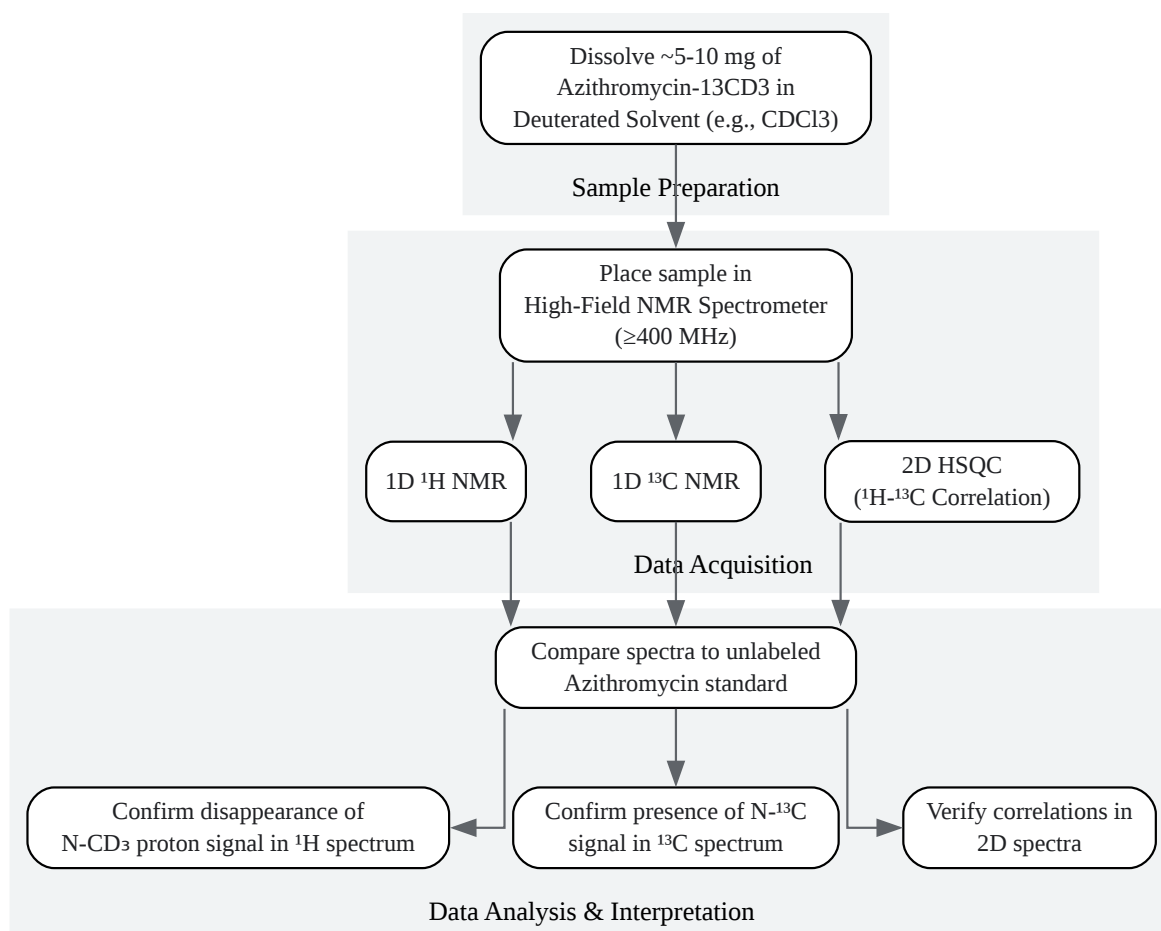 Dissolve ~5-10 mg of
Azithromycin-13CD3 in
Deuterated Solvent (e.g., CDCl3)
Sample Preparation
Place sample in
High-Field NMR Spectrometer
(≥400 MHz)
1D ¹H NMR
1D ¹³C NMR
2D HSQC
(¹H-¹³C Correlation)
Data Acquisition
Compare spectra to unlabeled
Azithromycin standard
Confirm disappearance of
N-CD₃ proton signal in ¹H spectrum
Confirm presence of N-¹³C
signal in ¹³C spectrum
Verify correlations in
2D spectra
Data Analysis & Interpretation